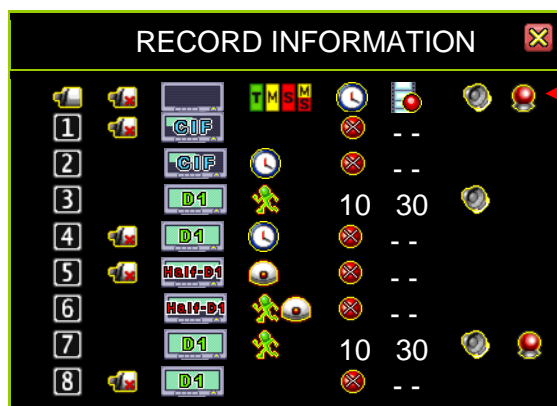 RECORD INFORMATION
T M S M S
1 CIF - -
2 CIF - -
3 D1 10 30
4 D1 - -
5 Half-D1 - -
6 Half-D1 - -
7 D1 10 30
8 D1 - -